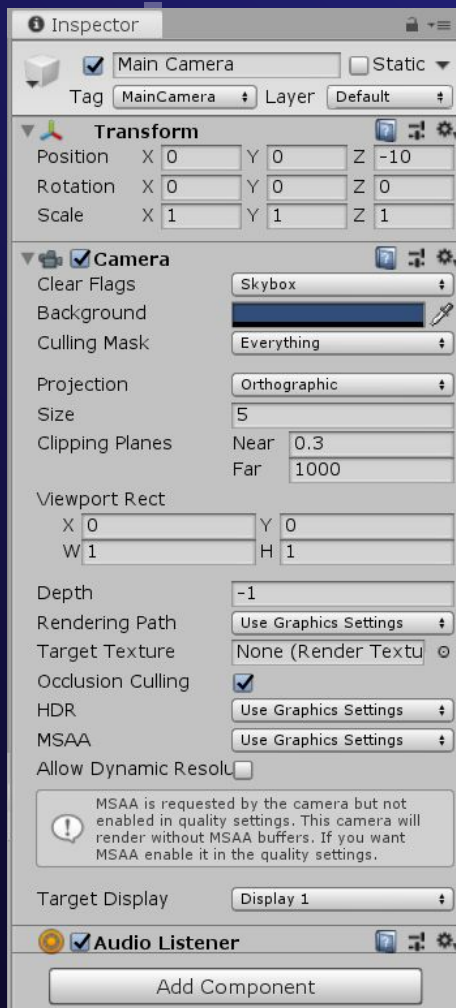 Inspector
Main Camera Static
Tag MainCamera Layer Default
Transform
Position X 0 Y 0 Z -10
Rotation X 0 Y 0 Z 0
Scale X 1 Y 1 Z 1
Camera
Clear Flags Skybox
Background
Culling Mask Everything
Projection Orthographic
Size 5
Clipping Planes Near 0.3
Far 1000
Viewport Rect
X 0 Y 0
W 1 H 1
Depth -1
Rendering Path Use Graphics Settings
Target Texture None (Render Textu
Occlusion Culling
HDR Use Graphics Settings
MSAA Use Graphics Settings
Allow Dynamic Resolu
MSAA is requested by the camera but not
enabled in quality settings. This camera will
render without MSAA buffers. If you want
MSAA enable it in the quality settings.
Target Display Display 1
Audio Listener
Add Component